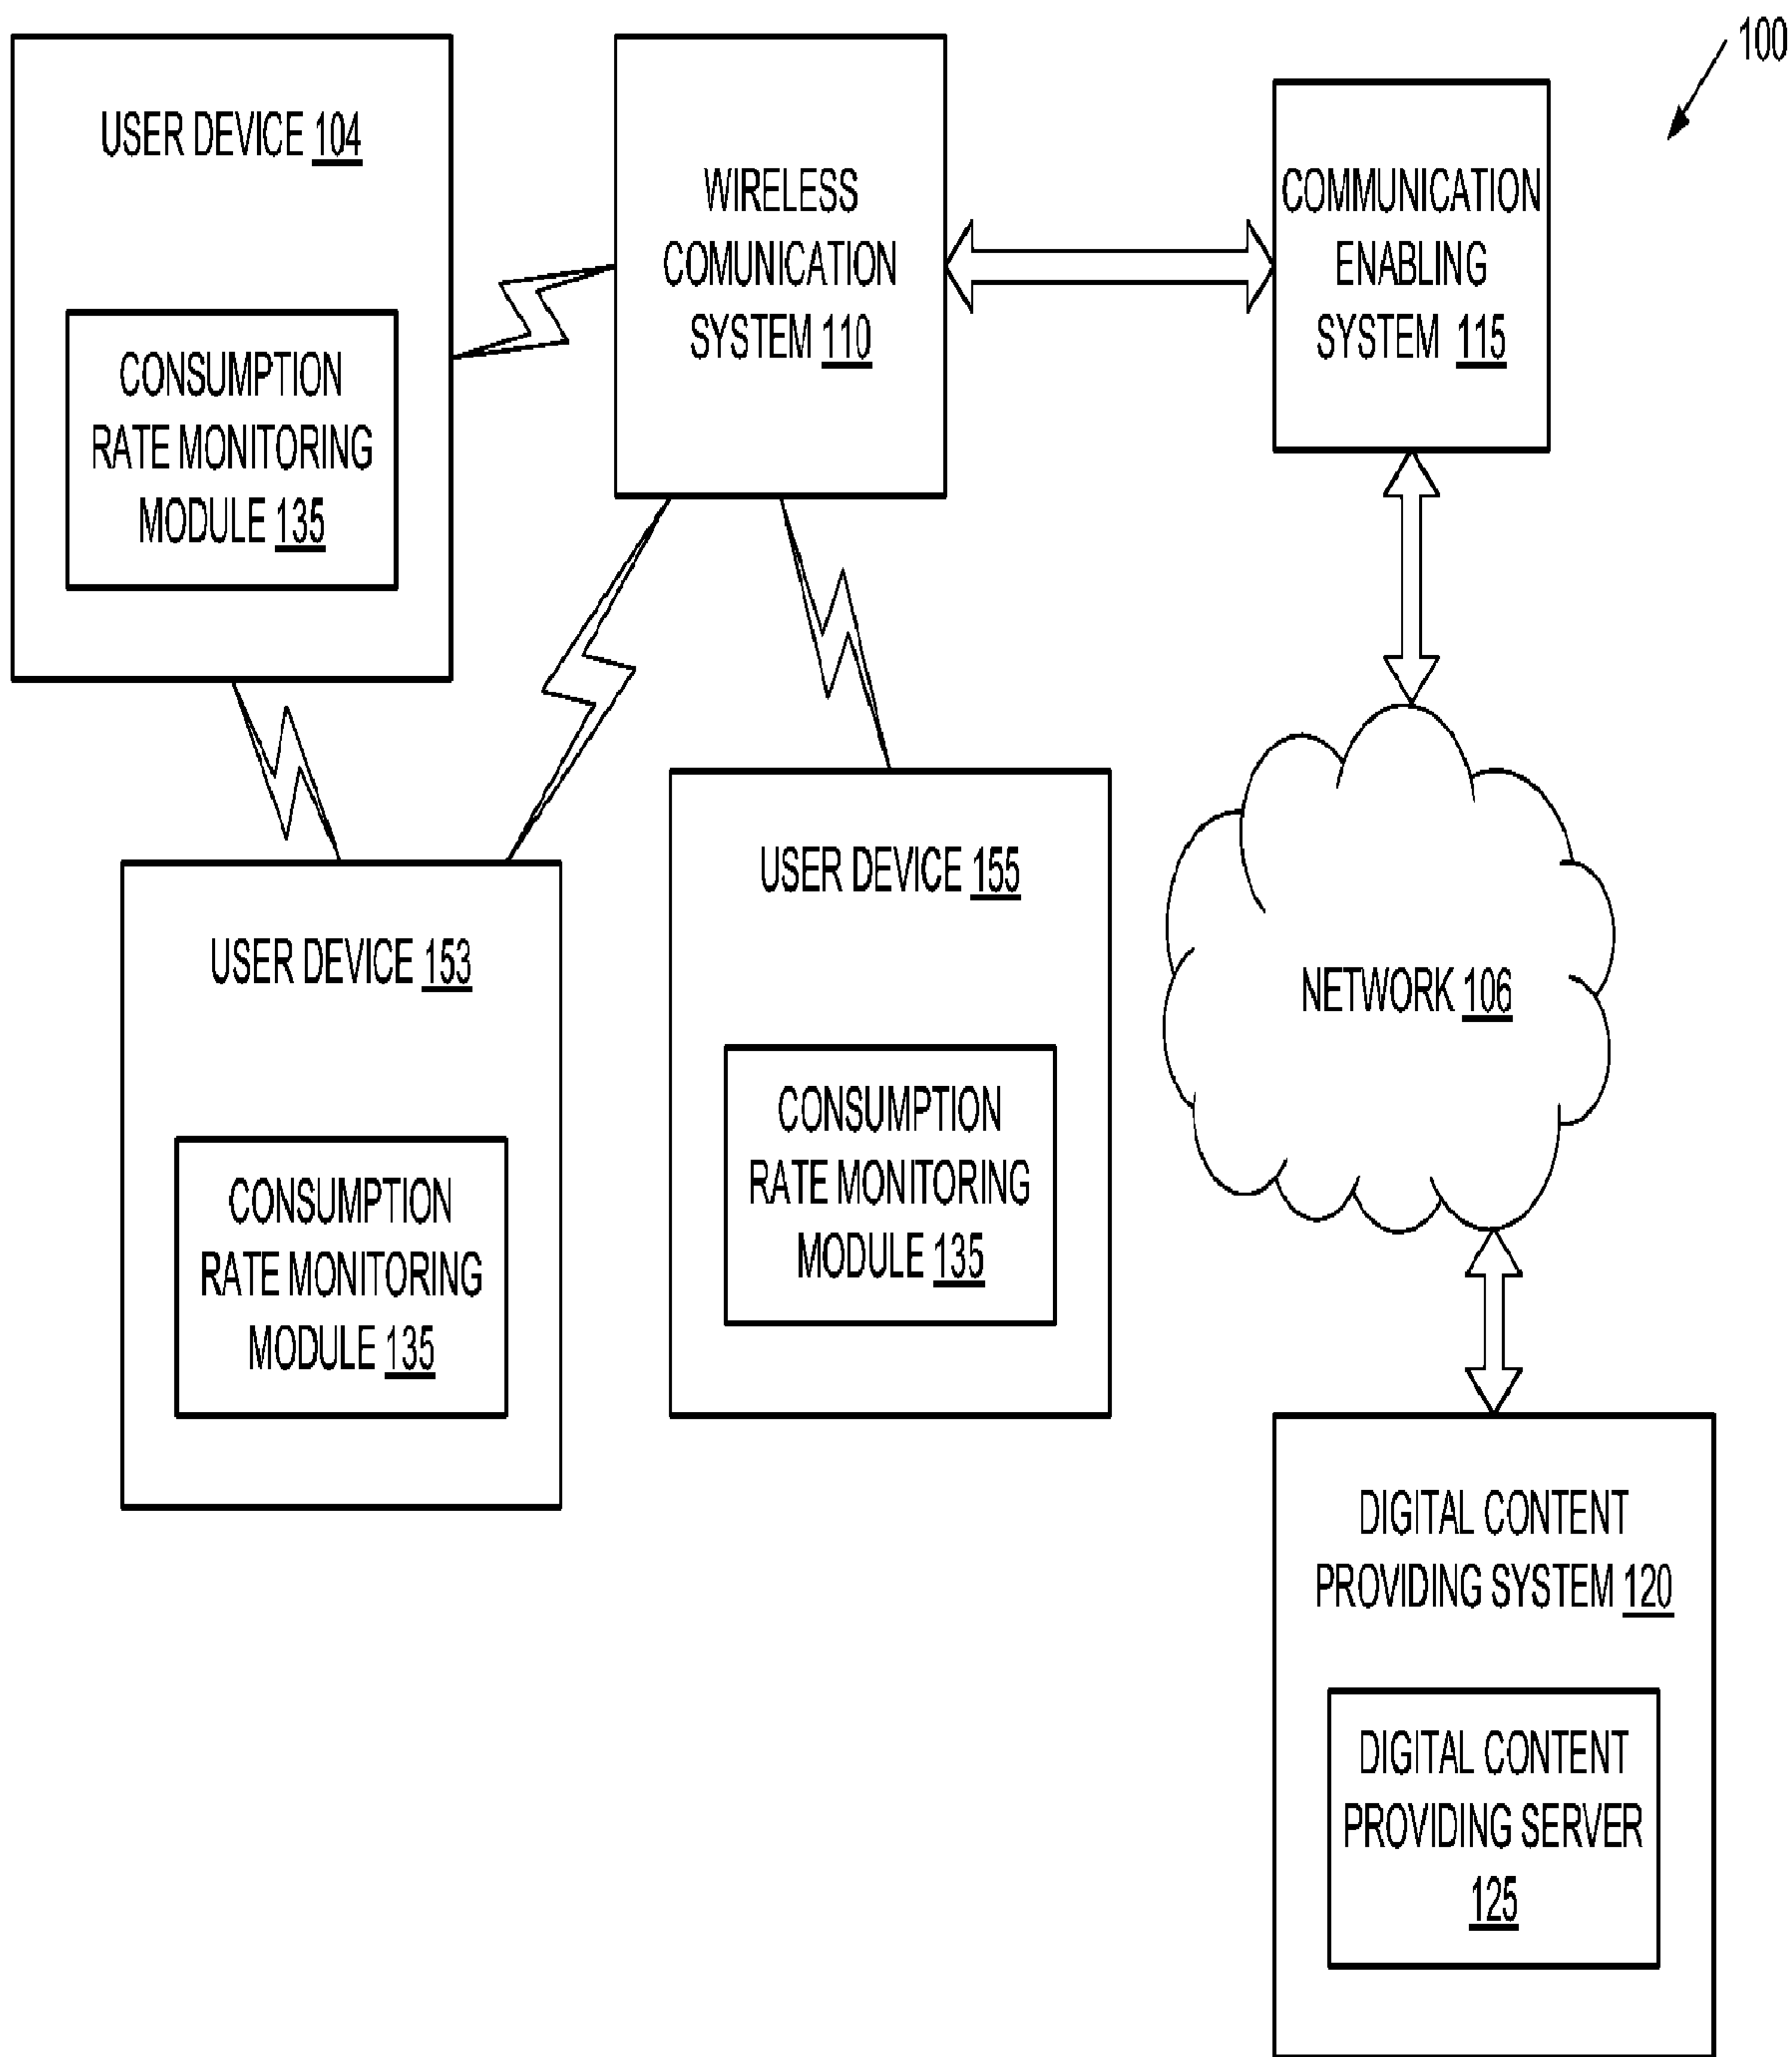 100
USER DEVICE 104
CONSUMPTION
RATE MONITORING
MODULE 135
WIRELESS
COMUNICATION
SYSTEM 110
COMMUNICATION
ENABLING
SYSTEM 115
USER DEVICE 153
CONSUMPTION
RATE MONITORING
MODULE 135
USER DEVICE 155
CONSUMPTION
RATE MONITORING
MODULE 135
NETWORK 106
DIGITAL CONTENT
PROVIDING SYSTEM 120
DIGITAL CONTENT
PROVIDING SERVER
125